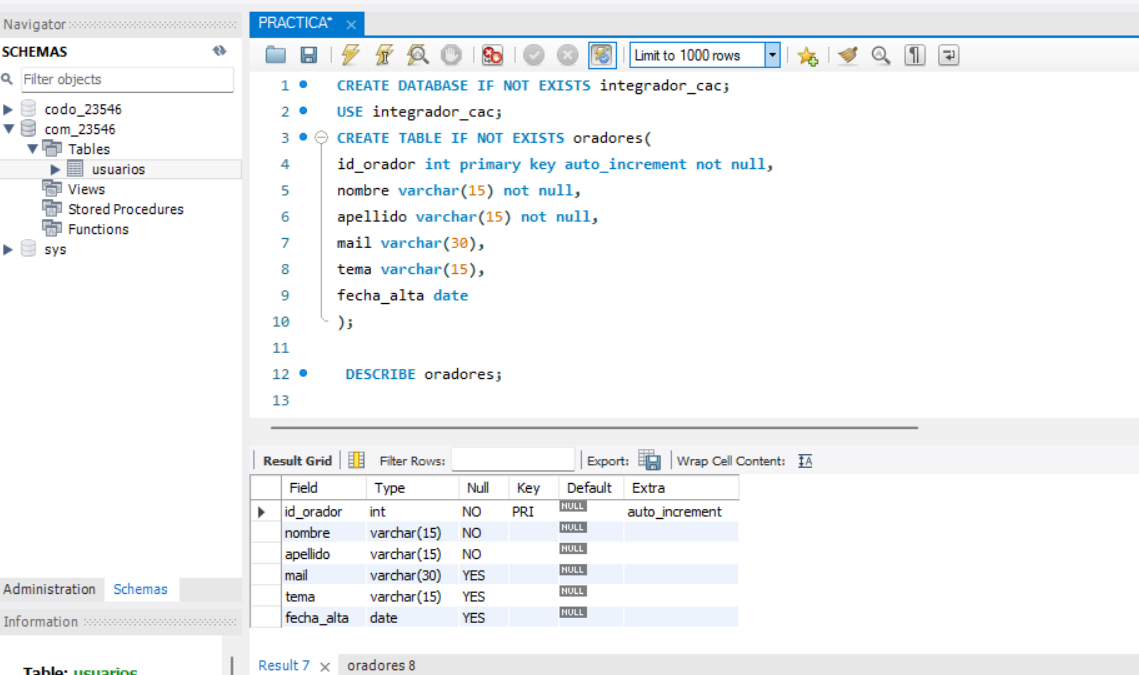 Navigator
SCHEMAS
Filter objects
codo_23546
com_23546
Tables
usuarios
Views
Stored Procedures
Functions
sys
Administration Schemas
Information
Table: usuarios
PRACTICA*
Limit to 1000 rows
1 CREATE DATABASE IF NOT EXISTS integrador_cac;
2 USE integrador_cac;
3 CREATE TABLE IF NOT EXISTS oradores(
4 id_orador int primary key auto_increment not null,
5 nombre varchar(15) not null,
6 apellido varchar(15) not null,
7 mail varchar(30),
8 tema varchar(15),
9 fecha_alta date
10 );
11
12 DESCRIBE oradores;
13
Result Grid Filter Rows: Export: Wrap Cell Content: IA
Field Type Null Key Default Extra
id_orador int NO PRI NULL auto_increment
nombre varchar(15) NO NULL
apellido varchar(15) NO NULL
mail varchar(30) YES NULL
tema varchar(15) YES NULL
fecha_alta date YES NULL
Result 7 oradores 8